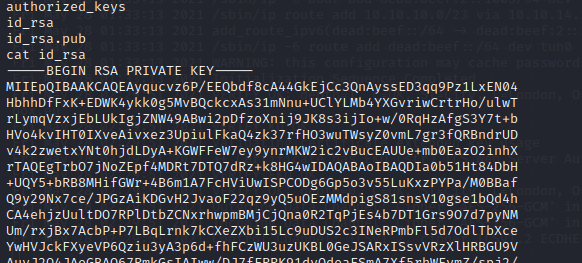 authorized_keys
id_rsa
id_rsa.pub
cat id_rsa
-----BEGIN RSA PRIVATE KEY-----
MIIEpQIBAAKCAQEAyqucvz6P/EEQbdf8cA44GkEjCc3QnAyssED3qq9Pz1LxEN04
HbhhDfFxK+EDWK4ykk0g5MvBQckcxAs31mNnu+UClYLMb4YXGvriwCrtrHo/ulwT
rLymqVzxjEbLUkIgjZNW49ABwi2pDfzoXnij9JK8s3ijIo+w/0RqHzAfgS3Y7t+b
HVo4kvIHT0IXveAivxez3UpiulFkaQ4zk37rfHO3wuTWsyZ0vmL7gr3fQRBndrUD
v4k2zwetxYNt0hjdLDyA+KGWFFeW7ey9ynrMKW2ic2vBucEAUUe+mb0EazO2inhX
rTAQEgTrbO7jNoZEpf4MDRt7DTQ7dRz+k8HG4wIDAQABAoIBAQDIa0b51Ht84DbH
+UQY5+bRB8MHifGWr+4B6m1A7FcHViUwISPCODg6Gp5o3v55LuKxzPYPa/M0BBaf
Q9y29Nx7ce/JPGzAiKDGvH2JvaoF22qz9yQ5uOEzMMdpigS81snsV10gse1bQd4h
CA4ehjzUultDO7RPlDtbZCNxrhwpmBMjCjQna0R2TqPjEs4b7DT1Grs9O7d7pyNM
Um/rxjBx7AcbP+P7LBqLrnk7kCXeZXbi15Lc9uDUS2c3INeRPmbFl5d7OdlTbXce
YwHVJckFXyeVP6Qziu3yA3p6d+fhFCzWU3uzUKBL0GeJSARxISsvVRzXlHRBGU9V